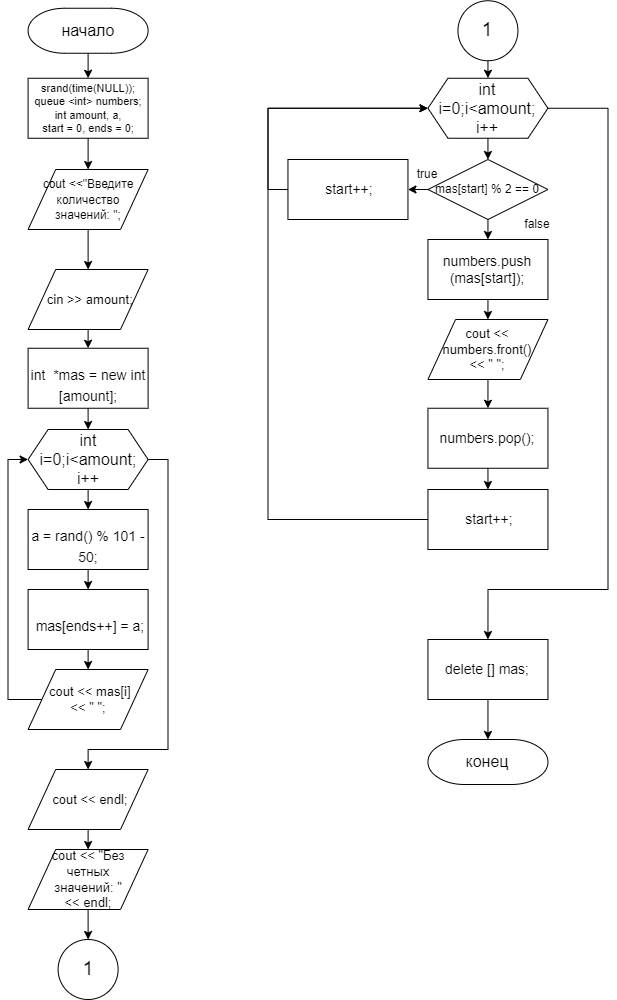 начало
srand(time(NULL));
queue <int> numbers;
int amount, a,
start = 0, ends = 0;
cout <<"Введите
количество
значений: ";
cin >> amount;
int *mas = new int
[amount];
int
i=0;i<amount;
i++
a = rand() % 101 -
50;
mas[ends++] = a;
cout << mas[i]
<< " ";
cout << endl;
cout << "Без
четных
значений: "
<< endl;
1
1
int
i=0;i<amount;
i++
mas[start] % 2 == 0
true
start++;
false
numbers.push
(mas[start]);
cout <<
numbers.front()
<< " ";
numbers.pop();
start++;
delete [] mas;
конец